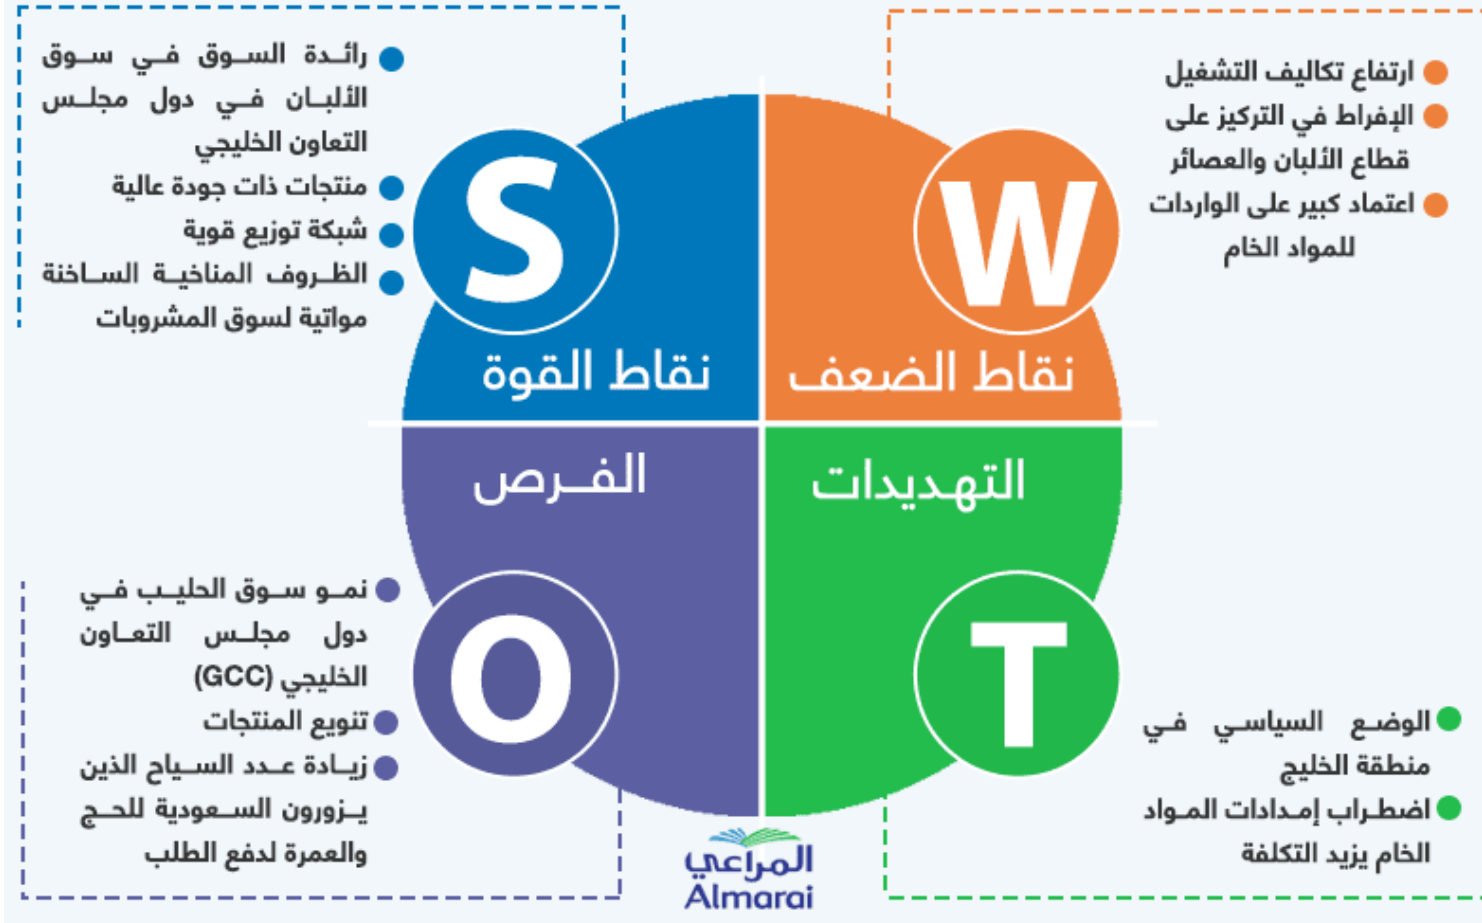 رائدة السوق في سوق
الألبان في دول مجلس
التعاون الخليجي
منتجات ذات جودة عالية
شبكة توزيع قوية
الظروف المناخية الساخنة
مواتية لسوق المشروبات
S
نقاط القوة
ارتفاع تكاليف التشغيل
الإفراط في التركيز على
قطاع الألبان والعصائر
اعتماد كبير على الواردات
للمواد الخام
W
نقاط الضعف
الفرص
O
نمو سوق الحليب في
دول مجلس التعاون
الخليجي (GCC)
تنويع المنتجات
زيادة عدد السياح الذين
يزورون السعودية للحج
والعمرة لدفع الطلب
التهديدات
T
الوضع السياسي في
منطقة الخليج
اضطراب إمدادات المواد
الخام يزيد التكلفة
المراعي
Almarai